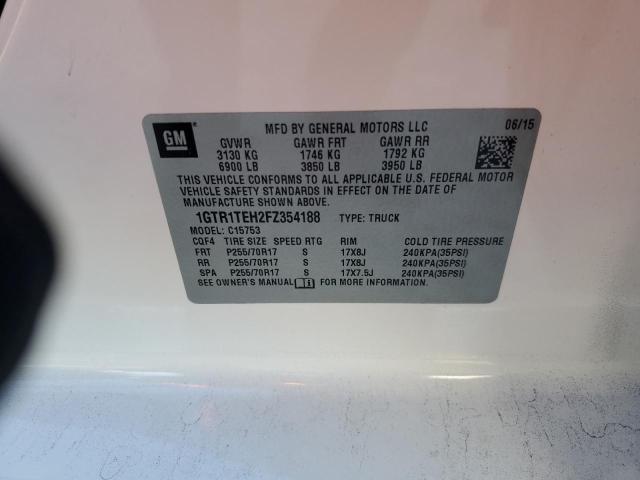 GM
MFD BY GENERAL MOTORS LLC 06/15
GVWR GAWR FRT GAWR RR
3130 KG 1746 KG 1792 KG
6900 LB 3850 LB 3950 LB
THIS VEHICLE CONFORMS TO ALL APPLICABLE U.S. FEDERAL MOTOR
VEHICLE SAFETY STANDARDS IN EFFECT ON THE DATE OF
MANUFACTURE SHOWN ABOVE.
1GTR1TEH2FZ354188 TYPE: TRUCK
MODEL: C15753
CQF4 TIRE SIZE SPEED RTG RIM COLD TIRE PRESSURE
FRT P255/70R17 S 17X8J 240KPA(35PSI)
RR P255/70R17 S 17X8J 240KPA(35PSI)
SPA P255/70R17 S 17X7.5J 240KPA(35PSI)
SEE OWNER'S MANUAL FOR MORE INFORMATION.